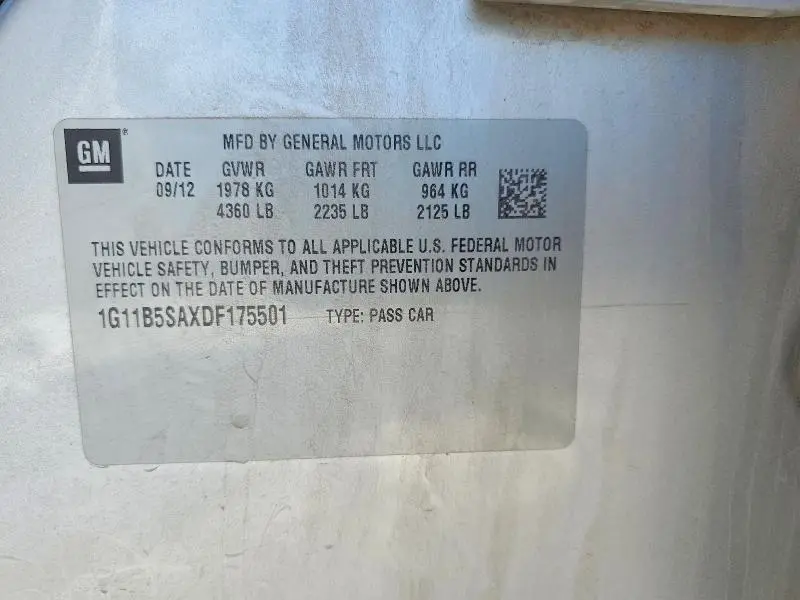 GM®
MFD BY GENERAL MOTORS LLC
DATE GVWR GAWR FRT GAWR RR
09/12 1978 KG 1014 KG 964 KG
4360 LB 2235 LB 2125 LB
THIS VEHICLE CONFORMS TO ALL APPLICABLE U.S. FEDERAL MOTOR
VEHICLE SAFETY, BUMPER, AND THEFT PREVENTION STANDARDS IN
EFFECT ON THE DATE OF MANUFACTURE SHOWN ABOVE.
1G11B5SAXDF175501 TYPE: PASS CAR